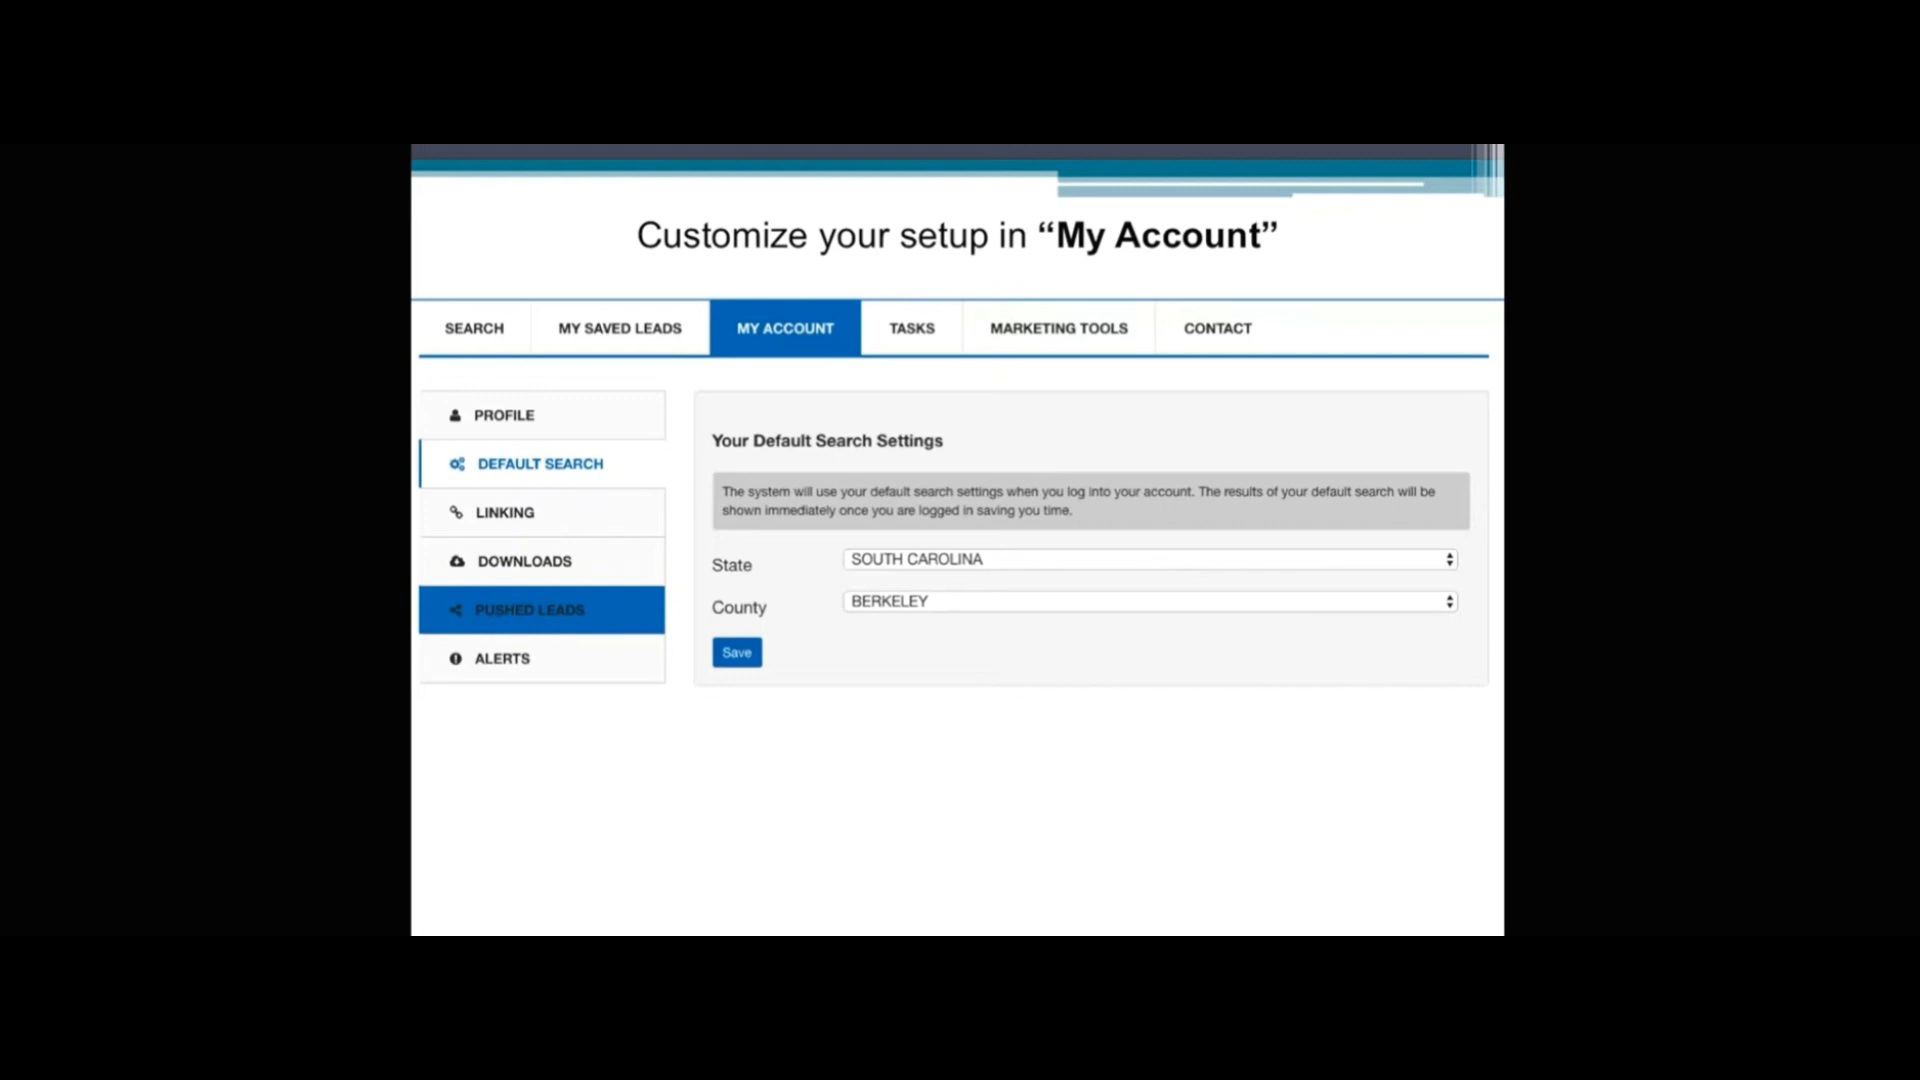 Customize your setup in “My Account”
SEARCH MY SAVED LEADS MY ACCOUNT TASKS MARKETING TOOLS CONTACT
PROFILE
DEFAULT SEARCH
LINKING
DOWNLOADS
PUSHED LEADS
ALERTS
Your Default Search Settings
The system will use your default search settings when you log into your account. The results of your default search will be
shown immediately once you are logged in saving you time.
State SOUTH CAROLINA
County BERKELEY
Save